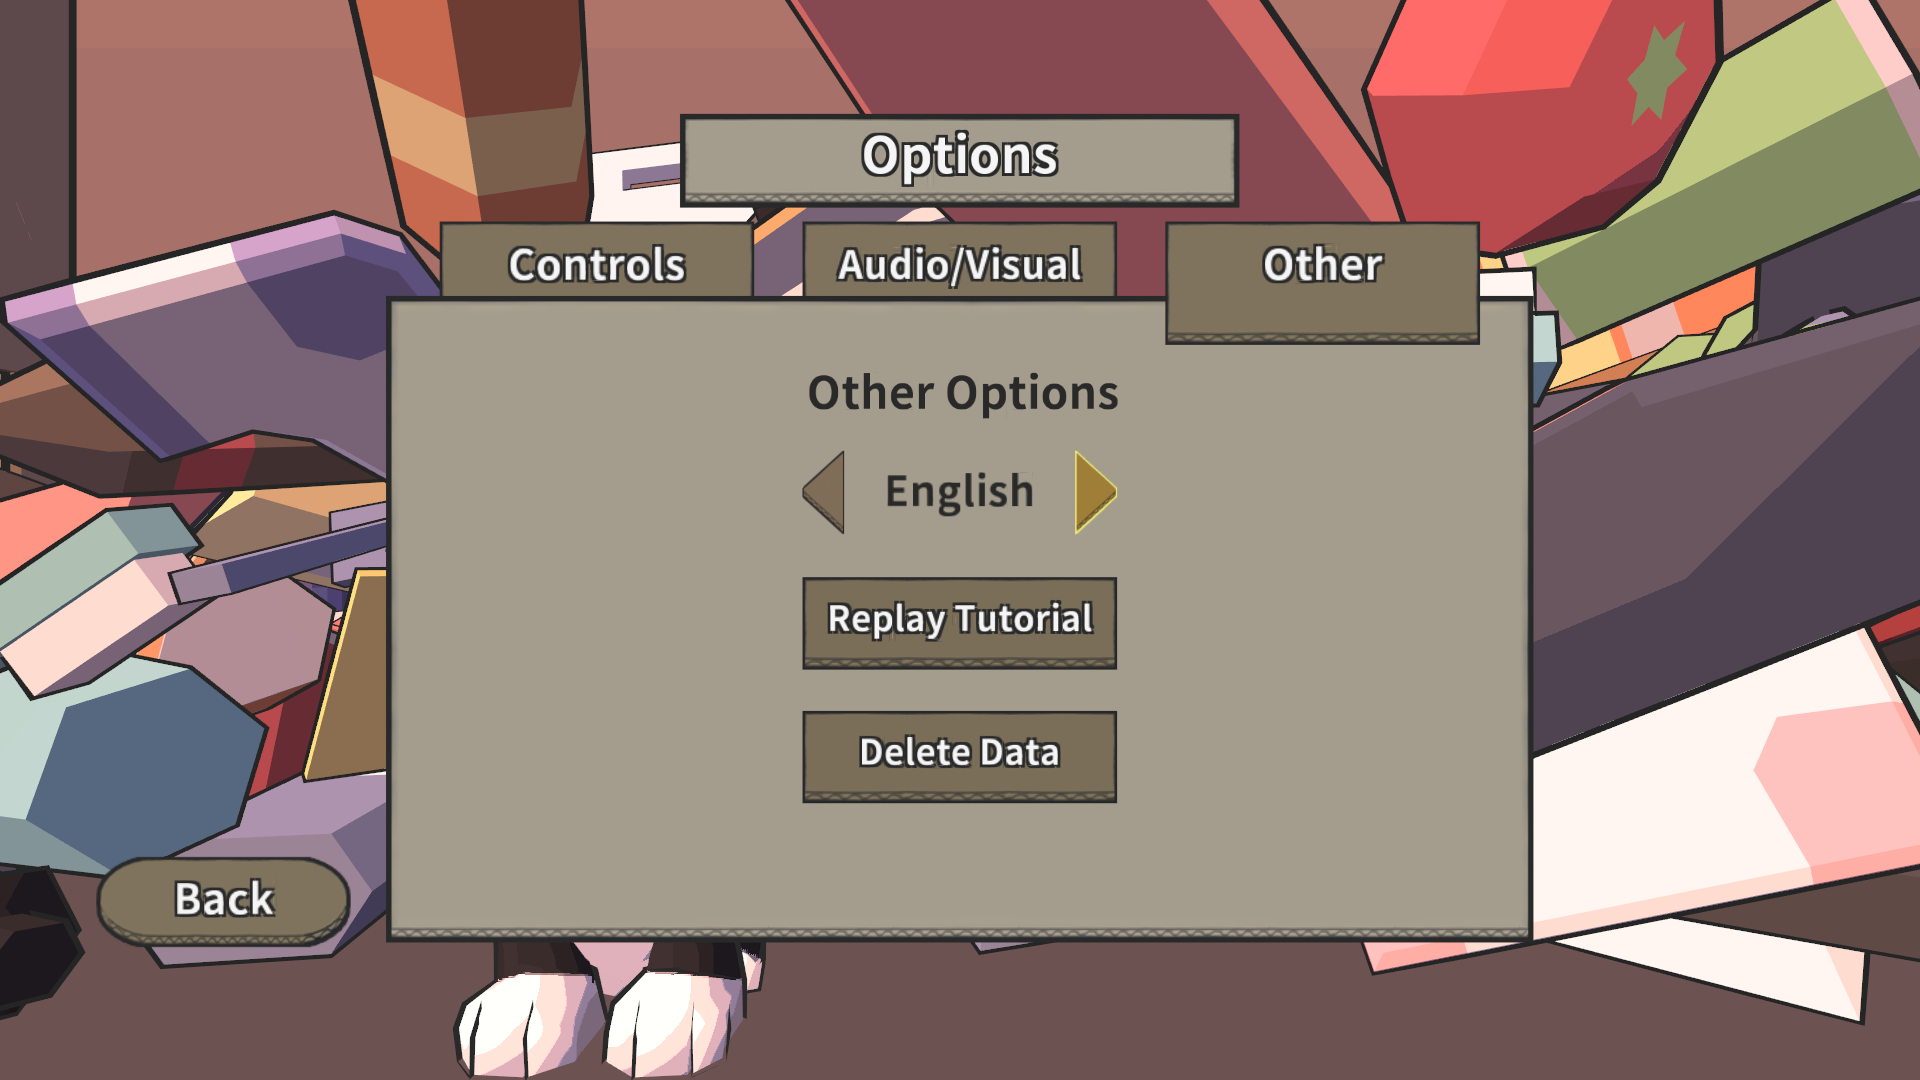 Options
Controls
Audio/Visual
Other
Other Options
English
Replay Tutorial
Delete Data
Back